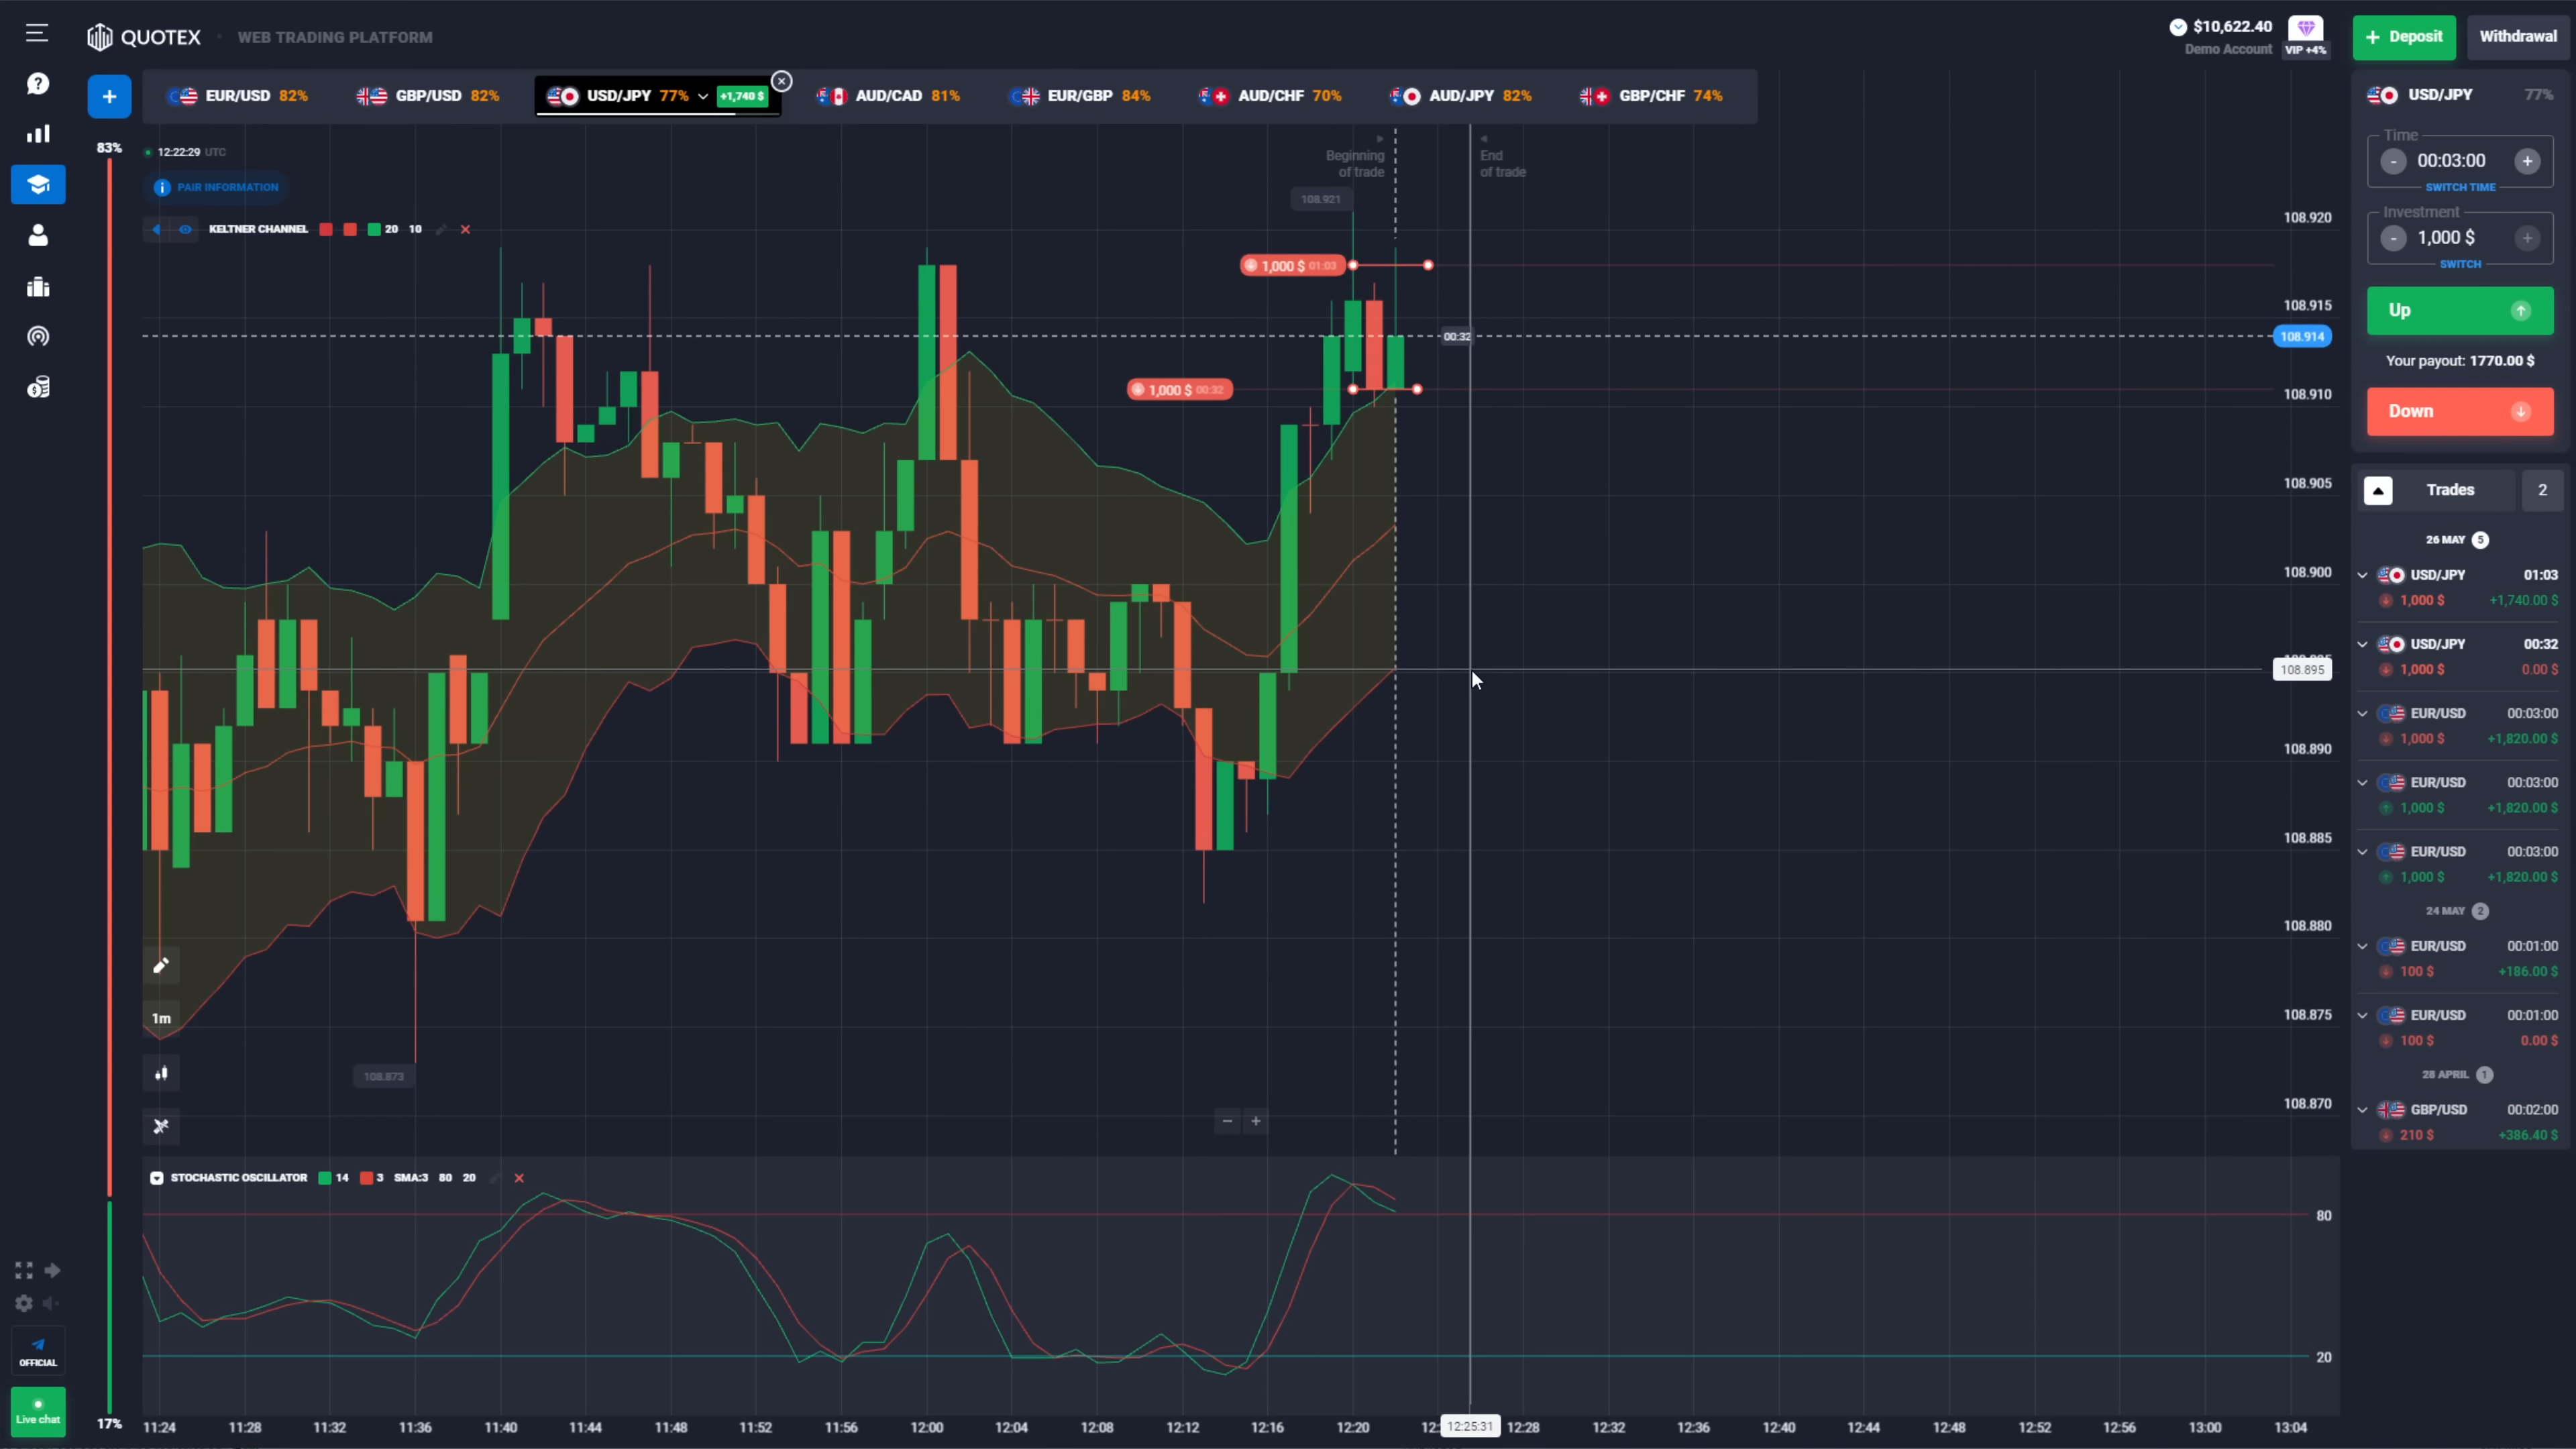 QUOTEX
WEB TRADING PLATFORM
$10,622.40
Demo Account
VIP +4%
+ Deposit
Withdrawal
+
EUR/USD 82%
GBP/USD 82%
USD/JPY 77% +1,740 $
AUD/CAD 81%
EUR/GBP 84%
AUD/CHF 70%
AUD/JPY 82%
GBP/CHF 74%
83%
12:22:29 UTC
PAIR INFORMATION
KELTNER CHANNEL 20 10
Beginning
of trade
End
of trade
108.921
1,000 $ 01:03
00:32
1,000 $ 00:32
108.920
108.915
108.914
108.910
108.905
108.900
108.895
108.890
108.885
108.880
108.875
108.870
1m
108.873
− +
STOCHASTIC OSCILLATOR 14 3 SMA:3 80 20
80
20
OFFICIAL
Live chat
17%
11:24 11:28 11:32 11:36 11:40 11:44 11:48 11:52 11:56 12:00 12:04 12:08 12:12 12:16 12:20 12:25:31 12:28 12:32 12:36 12:40 12:44 12:48 12:52 12:56 13:00 13:04
USD/JPY 77%
Time
- 00:03:00 +
SWITCH TIME
Investment
- 1,000 $ +
SWITCH
Up
Your payout: 1770.00 $
Down
Trades 2
26 MAY 5
USD/JPY 01:03
1,000 $ +1,740.00 $
USD/JPY 00:32
1,000 $ 0.00 $
EUR/USD 00:03:00
1,000 $ +1,820.00 $
EUR/USD 00:03:00
1,000 $ +1,820.00 $
EUR/USD 00:03:00
1,000 $ +1,820.00 $
24 MAY 2
EUR/USD 00:01:00
100 $ +186.00 $
EUR/USD 00:01:00
100 $ 0.00 $
28 APRIL 1
GBP/USD 00:02:00
210 $ +386.40 $